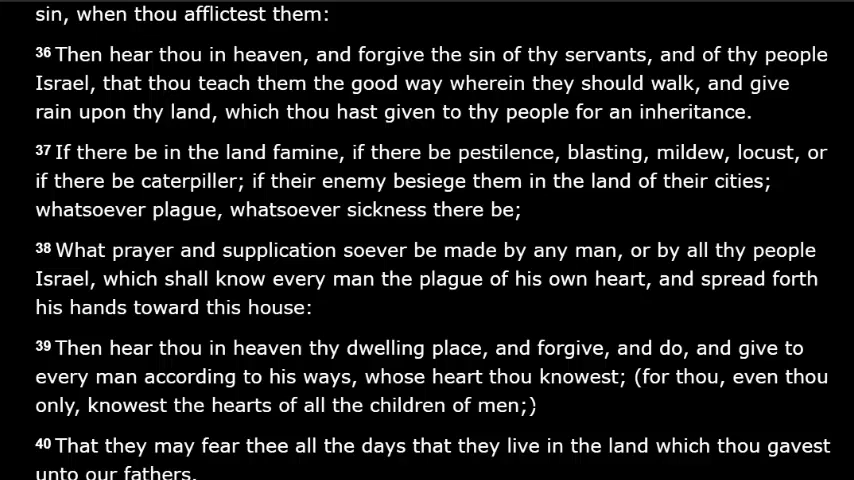 sin, when thou afflictest them:
36 Then hear thou in heaven, and forgive the sin of thy servants, and of thy people
Israel, that thou teach them the good way wherein they should walk, and give
rain upon thy land, which thou hast given to thy people for an inheritance.
37 If there be in the land famine, if there be pestilence, blasting, mildew, locust, or
if there be caterpiller; if their enemy besiege them in the land of their cities;
whatsoever plague, whatsoever sickness there be;
38 What prayer and supplication soever be made by any man, or by all thy people
Israel, which shall know every man the plague of his own heart, and spread forth
his hands toward this house:
39 Then hear thou in heaven thy dwelling place, and forgive, and do, and give to
every man according to his ways, whose heart thou knowest; (for thou, even thou
only, knowest the hearts of all the children of men;)
40 That they may fear thee all the days that they live in the land which thou gavest
unto our fathers.